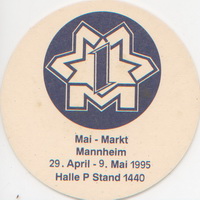 Mai - Markt
Mannheim
29. April - 9. Mai 1995
Halle P Stand 1440